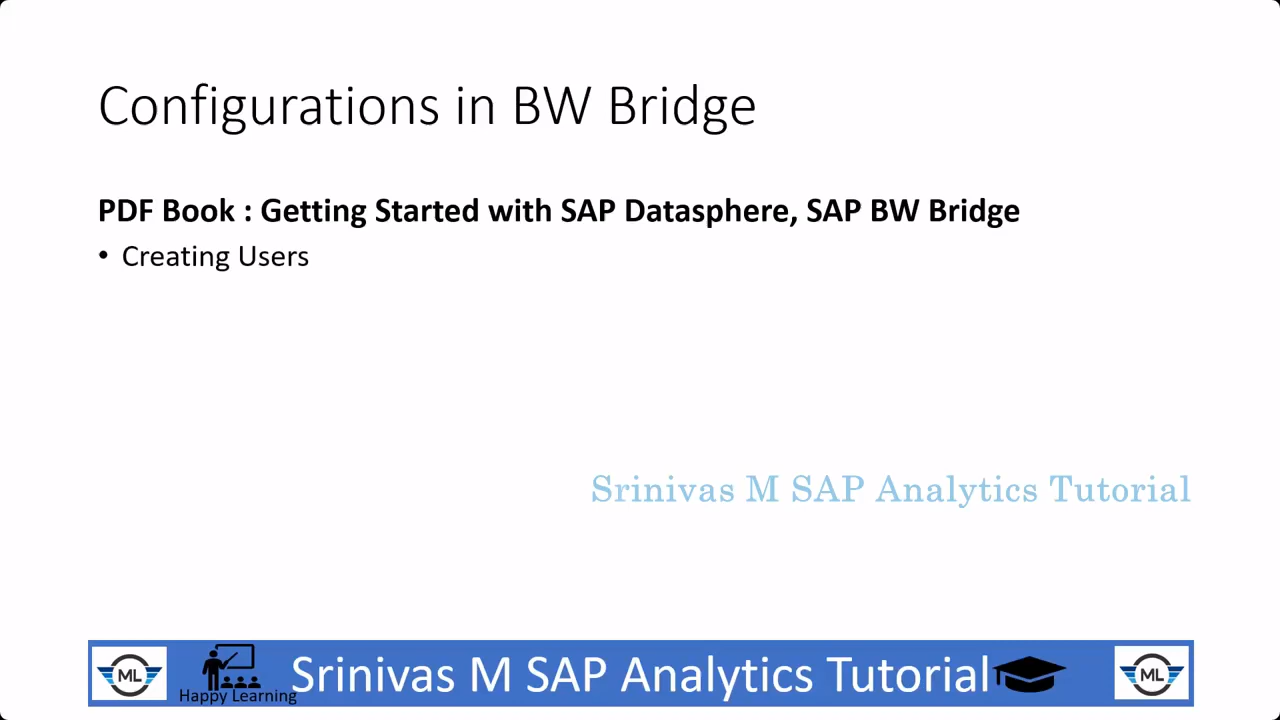 Configurations in BW Bridge
PDF Book : Getting Started with SAP Datasphere, SAP BW Bridge
• Creating Users
Srinivas M SAP Analytics Tutorial
ML
Happy Learning
Srinivas M SAP Analytics Tutorial
ML